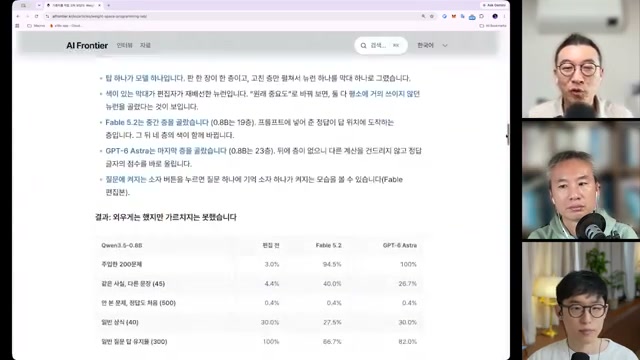 AI Frontier
인터뷰
자료
검색...
한국어
• 탑 하나가 모델 하나입니다. 판 한 장이 한 층이고, 고친 층만 펼쳐서 뉴런 하나를 막대 하나로 그렸습니다.
• 색이 있는 막대가 편집자가 재배선한 뉴런입니다. "원래 중요도"로 바꿔 보면, 둘 다 평소에 거의 쓰이지 않던
뉴런을 골랐다는 것이 보입니다.
• Fable 5.2는 중간 층을 골랐습니다 (0.8B는 19층). 프롬프트에 넣어 준 정답이 답 위치에 도착하는
층입니다. 그 뒤 네 층의 색이 함께 바뀝니다.
• GPT-6 Astra는 마지막 층을 골랐습니다 (0.8B는 23층). 뒤에 층이 없으니 다른 계산을 건드리지 않고 정답
글자의 점수를 바로 올립니다.
• 질문에 켜지는 소자 버튼을 누르면 질문 하나에 기억 소자 하나가 켜지는 모습을 볼 수 있습니다(Fable
편집본).
결과: 외우게는 했지만 가르치지는 못했습니다
Qwen3.5-0.8B 편집 전 Fable 5.2 GPT-6 Astra
주입한 200문제 3.0% 94.5% 100%
같은 사실, 다른 문장 (45) 4.4% 40.0% 26.7%
안 본 문제, 정답도 처음 (500) 0.4% 0.4% 0.4%
일반 상식 (40) 30.0% 27.5% 30.0%
일반 질문 답 유지율 (300) 100% 86.7% 82.0%